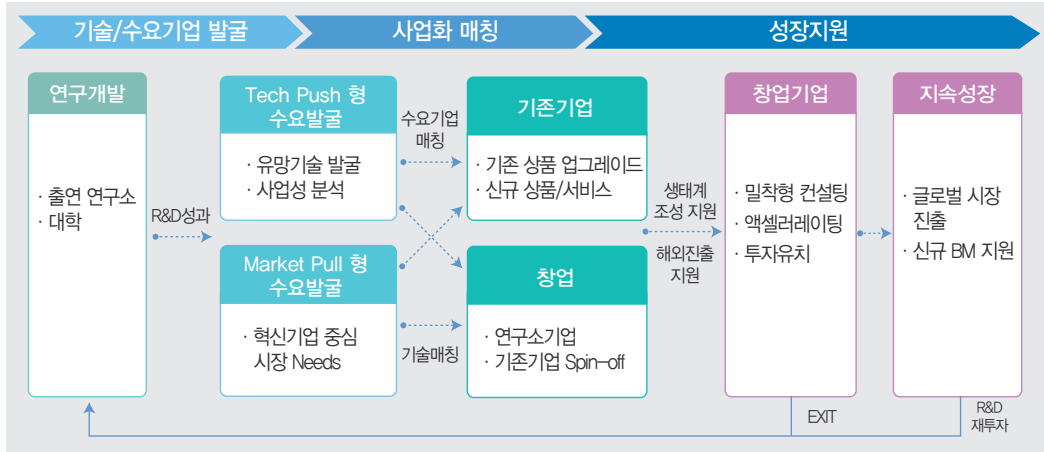 기술/수요기업 발굴
사업화 매칭
성장지원
연구개발
· 출연 연구소
· 대학
R&D성과
Tech Push 형
수요발굴
· 유망기술 발굴
· 사업성 분석
Market Pull 형
수요발굴
· 혁신기업 중심
시장 Needs
수요기업
매칭
기술매칭
기존기업
· 기존 상품 업그레이드
· 신규 상품/서비스
창업
· 연구소기업
· 기존기업 Spin-off
생태계
조성 지원
해외진출
지원
창업기업
· 밀착형 컨설팅
· 액셀러레이팅
· 투자유치
지속성장
· 글로벌 시장
진출
· 신규 BM 지원
EXIT
R&D
재투자